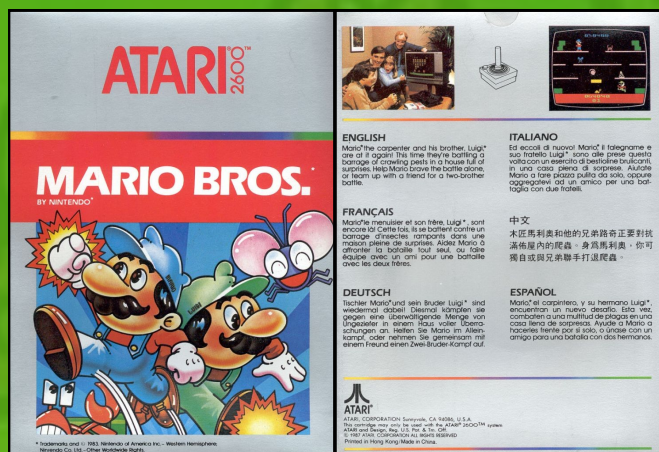 ATARI® 2600™
MARIO BROS.*
BY NINTENDO*
* Trademarks and © 1983, Nintendo of America Inc. - Western Hemisphere,
Nintendo Co. Ltd. - Other Worldwide Rights.
ENGLISH
Mario* the carpenter and his brother, Luigi,*
are at it again! This time they're battling a
barrage of crawling pests in a house full of
surprises. Help Mario brave the battle alone,
or team up with a friend for a two-brother
battle.
FRANÇAIS
Mario* le menuisier et son frère, Luigi*, sont
encore là! Cette fois, ils se battent contre un
barrage d'insectes rampants dans une
maison pleine de surprises. Aidez Mario à
affronter la bataille tout seul, ou faire
équipe avec un ami pour une bataille
avec les deux frères.
DEUTSCH
Tischler Mario* und sein Bruder Luigi* sind
wiedermal dabei! Diesmal kämpfen sie
gegen eine überwältigende Menge von
Ungeziefer in einem Haus voller Überra-
schungen an. Helfen Sie Mario im Allein-
kampf, oder nehmen Sie gemeinsam mit
einem Freund einen Zwei-Bruder-Kampf auf.
ITALIANO
Ed eccoli di nuovo! Mario,* il falegname e
suo fratello Luigi* sono alle prese questa
volta con un esercito di bestioline brulicanti,
in una casa piena di sorprese. Aiutate
Mario a fare piazza pulita da solo, oppure
aggregatevi ad un amico per una bat-
taglia con due fratelli.
中文
木匠馬利奧和他的兄弟路奇正要對抗
滿佈屋內的爬蟲。身爲馬利奧，你可
獨自或與兄弟聯手打退爬蟲。
ESPAÑOL
Mario,* el carpintero, y su hermano Luigi*,
encuentran un nuevo desafío. Esta vez,
combaten a una multitud de plagas en una
casa llena de sorpresas. Ayude a Mario a
hacerles frente por sí solo, o únase con un
amigo para una batalla con dos hermanos.
ATARI®
ATARI, CORPORATION Sunnyvale, CA 94086, U.S.A.
This cartridge may only be used with the ATARI® 2600™ system.
ATARI and Design, Reg. U.S. Pat. & Tm. Off.
© 1987 ATARI CORPORATION ALL RIGHTS RESERVED
Printed in Hong Kong/Made in China.